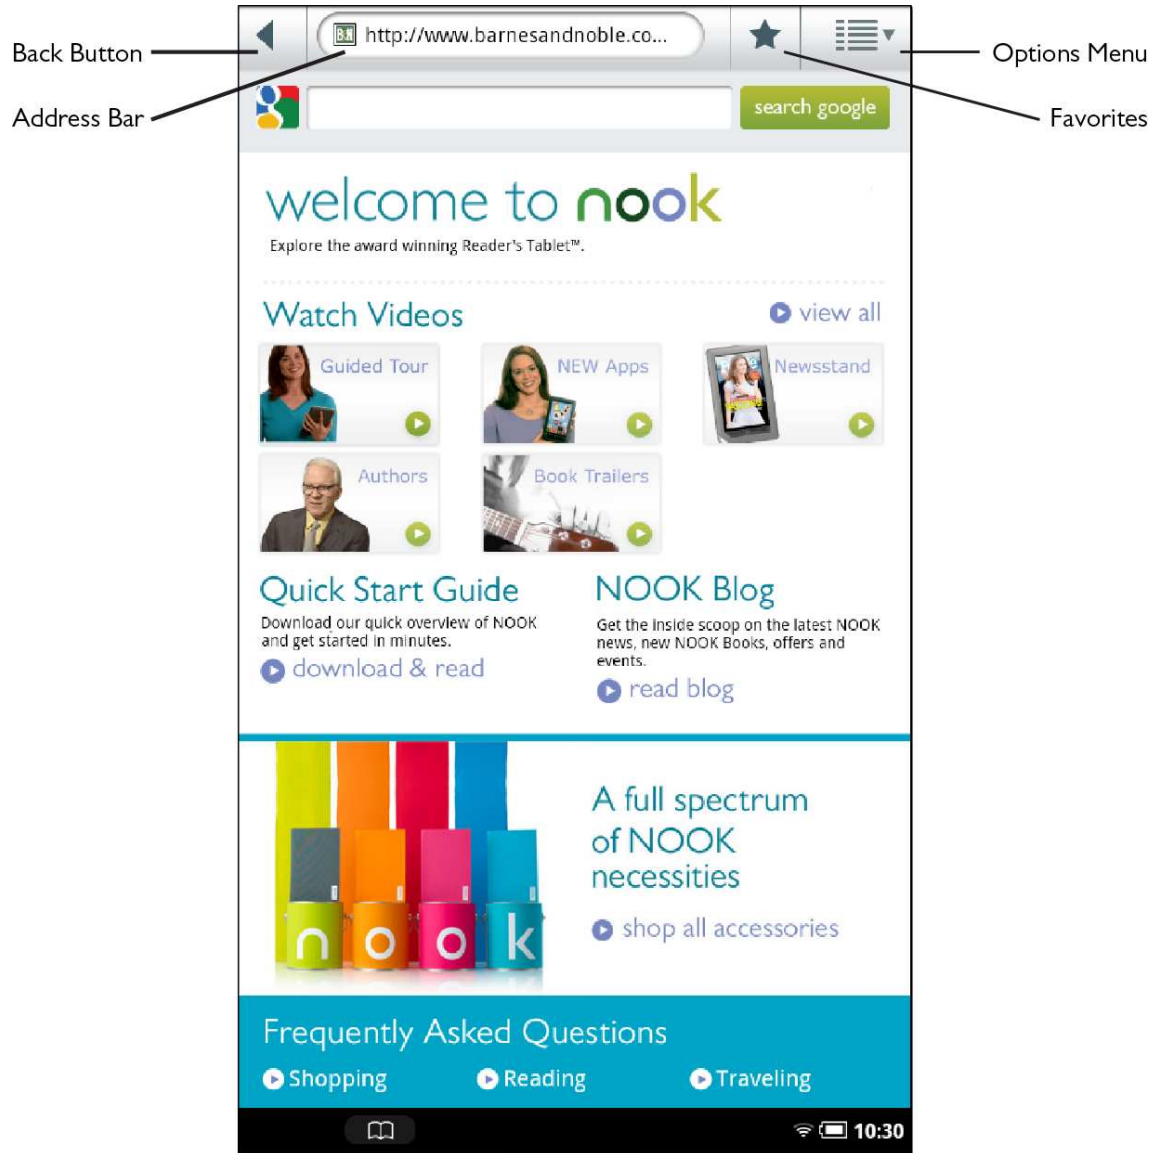 Back Button
Address Bar
Options Menu
Favorites
http://www.barnesandnoble.co...
search google
welcome to nook
Explore the award winning Reader's Tablet™.
Watch Videos
view all
Guided Tour
NEW Apps
Newsstand
Authors
Book Trailers
Quick Start Guide
Download our quick overview of NOOK
and get started in minutes.
download & read
NOOK Blog
Get the inside scoop on the latest NOOK
news, new NOOK Books, offers and
events.
read blog
nook
A full spectrum
of NOOK
necessities
shop all accessories
Frequently Asked Questions
Shopping
Reading
Traveling
10:30